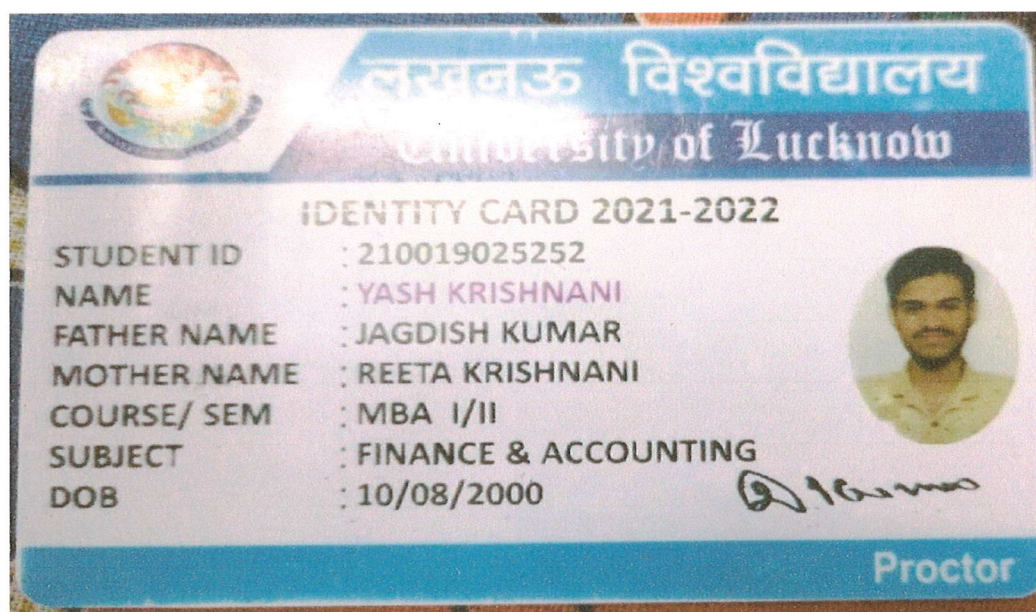 लखनऊ विश्वविद्यालय
University of Lucknow
IDENTITY CARD 2021-2022
STUDENT ID : 210019025252
NAME : YASH KRISHNANI
FATHER NAME : JAGDISH KUMAR
MOTHER NAME : REETA KRISHNANI
COURSE/ SEM : MBA I/II
SUBJECT : FINANCE & ACCOUNTING
DOB : 10/08/2000
Proctor